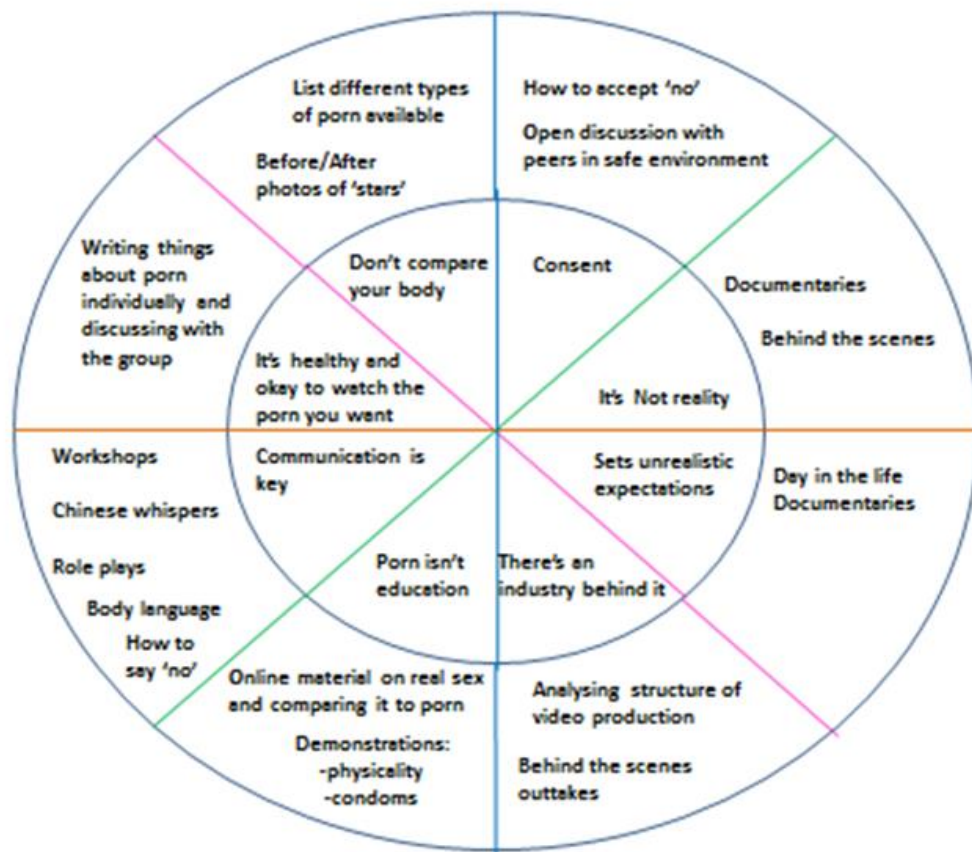 List different types
of porn available
Before/After
photos of 'stars'
How to accept 'no'
Open discussion with
peers in safe environment
Writing things
about porn
individually and
discussing with
the group
Don't compare
your body
Consent
Documentaries
Behind the scenes
It's healthy and
okay to watch the
porn you want
It's Not reality
Workshops
Chinese whispers
Role plays
Body language
How to
say 'no'
Communication is
key
Sets unrealistic
expectations
Day in the life
Documentaries
Porn isn't
education
There's an
industry behind it
Online material on real sex
and comparing it to porn
Demonstrations:
-physicality
-condoms
Analysing structure of
video production
Behind the scenes
outtakes